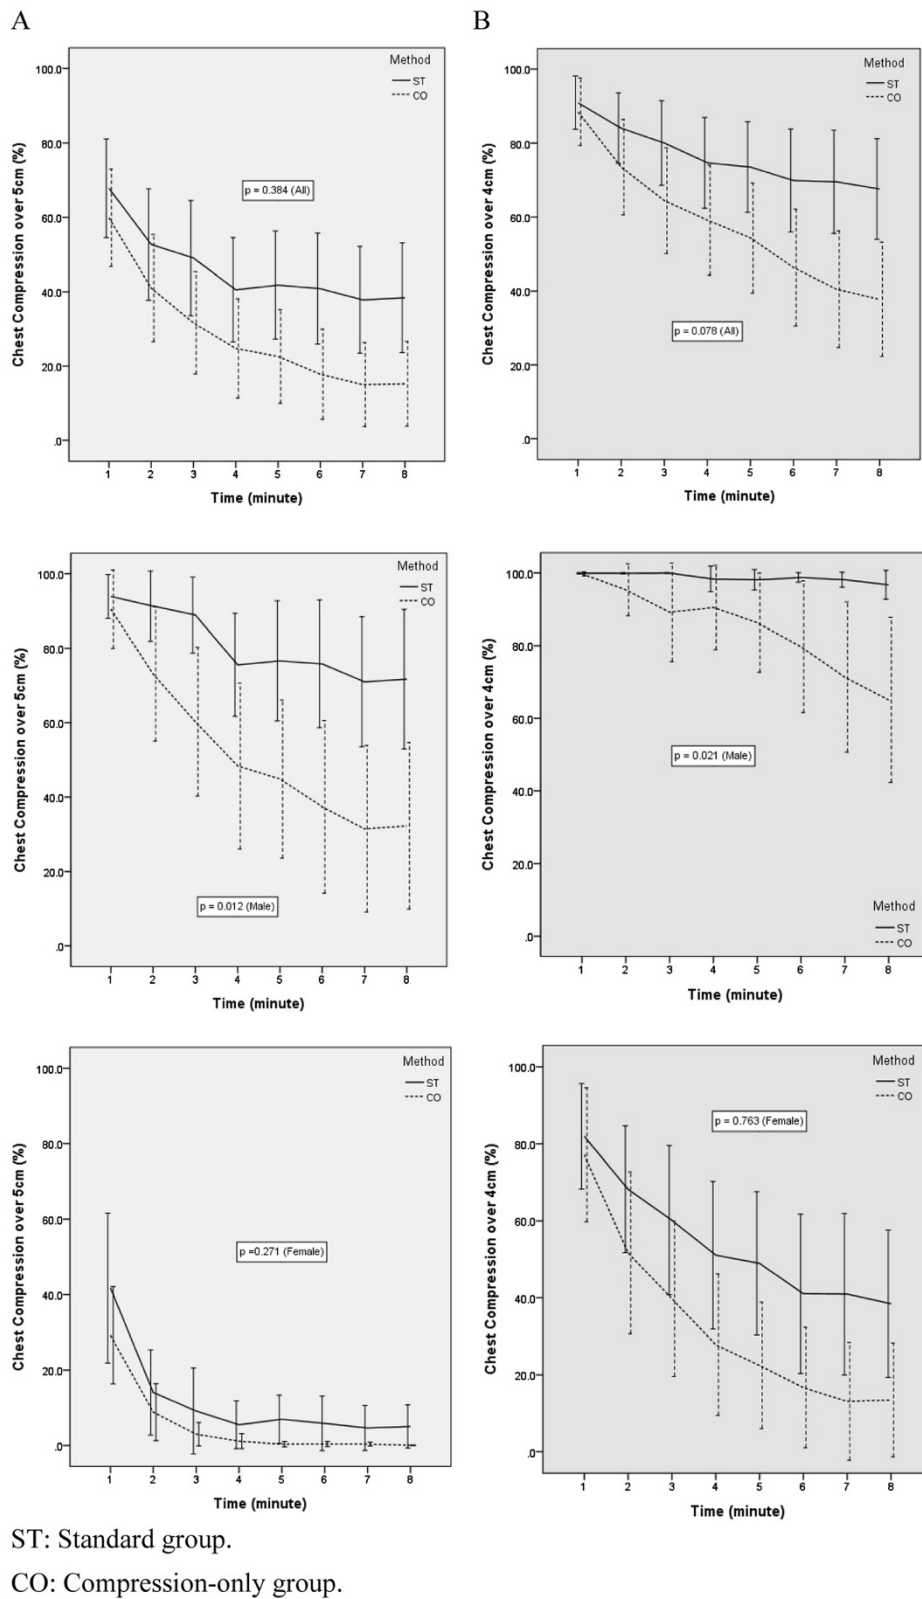 A
B
Method
ST
CO
100.0
80.0
60.0
40.0
20.0
.0
Chest Compression over 5cm (%)
p = 0.384 (All)
1 2 3 4 5 6 7 8
Time (minute)
Method
ST
CO
100.0
80.0
60.0
40.0
20.0
.0
Chest Compression over 4cm (%)
p = 0.078 (All)
1 2 3 4 5 6 7 8
Time (minute)
Method
ST
CO
100.0
80.0
60.0
40.0
20.0
.0
Chest Compression over 5cm (%)
p = 0.012 (Male)
1 2 3 4 5 6 7 8
Time (minute)
100.0
80.0
60.0
40.0
20.0
.0
Chest Compression over 4cm (%)
p = 0.021 (Male)
Method
ST
CO
1 2 3 4 5 6 7 8
Time (minute)
Method
ST
CO
100.0
80.0
60.0
40.0
20.0
.0
Chest Compression over 5cm (%)
p =0.271 (Female)
1 2 3 4 5 6 7 8
Time (minute)
Method
ST
CO
100.0
80.0
60.0
40.0
20.0
.0
Chest Compression over 4cm (%)
p = 0.763 (Female)
1 2 3 4 5 6 7 8
Time (minute)
ST: Standard group.
CO: Compression-only group.